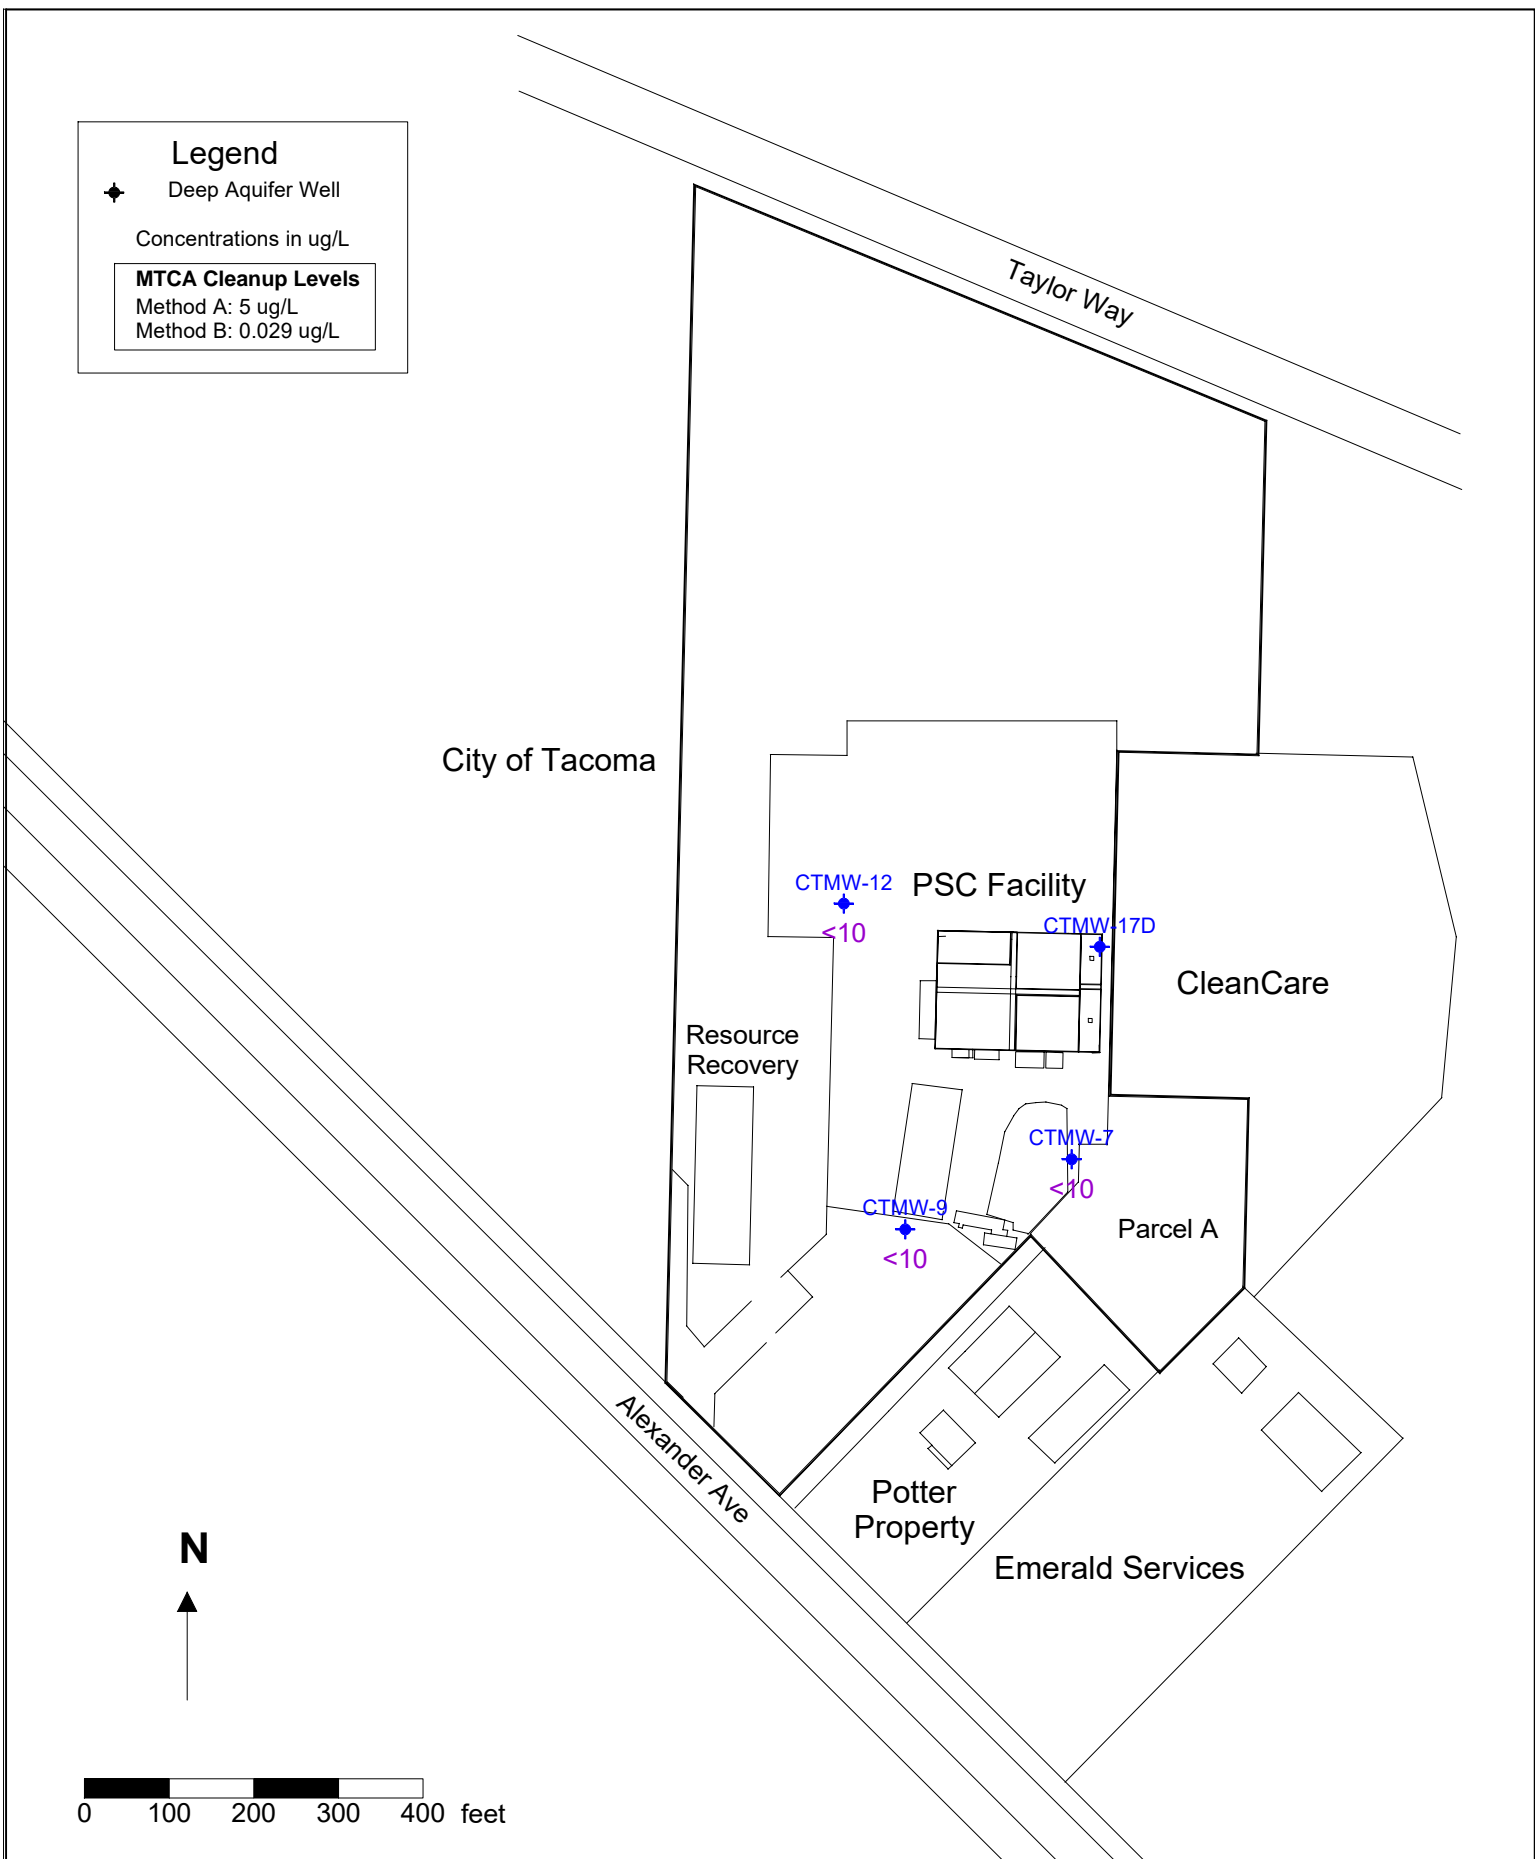 Legend
Deep Aquifer Well
Concentrations in ug/L
MTCA Cleanup Levels
Method A: 5 ug/L
Method B: 0.029 ug/L
Taylor Way
City of Tacoma
CTMW-12
<10
PSC Facility
CTMW-17D
CleanCare
Resource
Recovery
CTMW-7
<10
CTMW-9
<10
Parcel A
Alexander Ave
Potter
Property
Emerald Services
N
0 100 200 300 400 feet